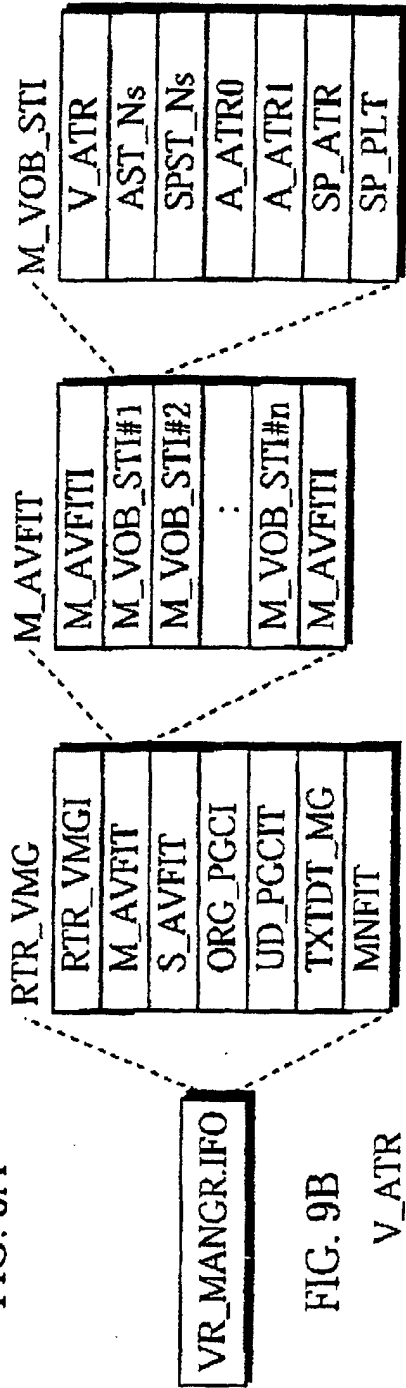 VR_MANGR.IFO
RTR_VMG
RTR_VMGI
M_AVFIT
S_AVFIT
ORG_PGCI
UD_PGCIT
TXTDT_MG
MNFIT
M_AVFIT
M_AVFITI
M_VOB_STI#1
M_VOB_STI#2
:
M_VOB_STI#n
M_AVFITI
M_VOB_STI
V_ATR
AST_Ns
SPST_Ns
A_ATR0
A_ATR1
SP_ATR
SP_PLT
FIG. 9B
V_ATR